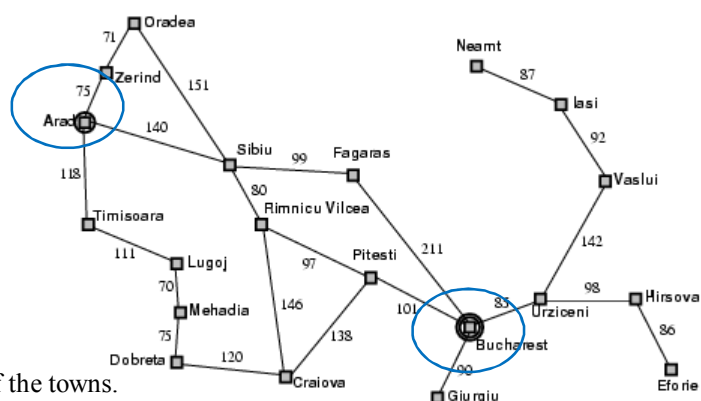 Oradea
71
Neamt
87
Zerind
75
151
Iasi
Arad
140
92
Sibiu
Fagaras
99
118
80
Vaslui
Rimnicu Vilcea
Timisoara
111
Pitesti
211
142
Lugoj
97
70
98
Hirsova
146
101
85
Mehadia
138
Urziceni
86
75
Bucharest
120
Dobreta
90
Eforie
Craiova
f the towns.
Giurgiu